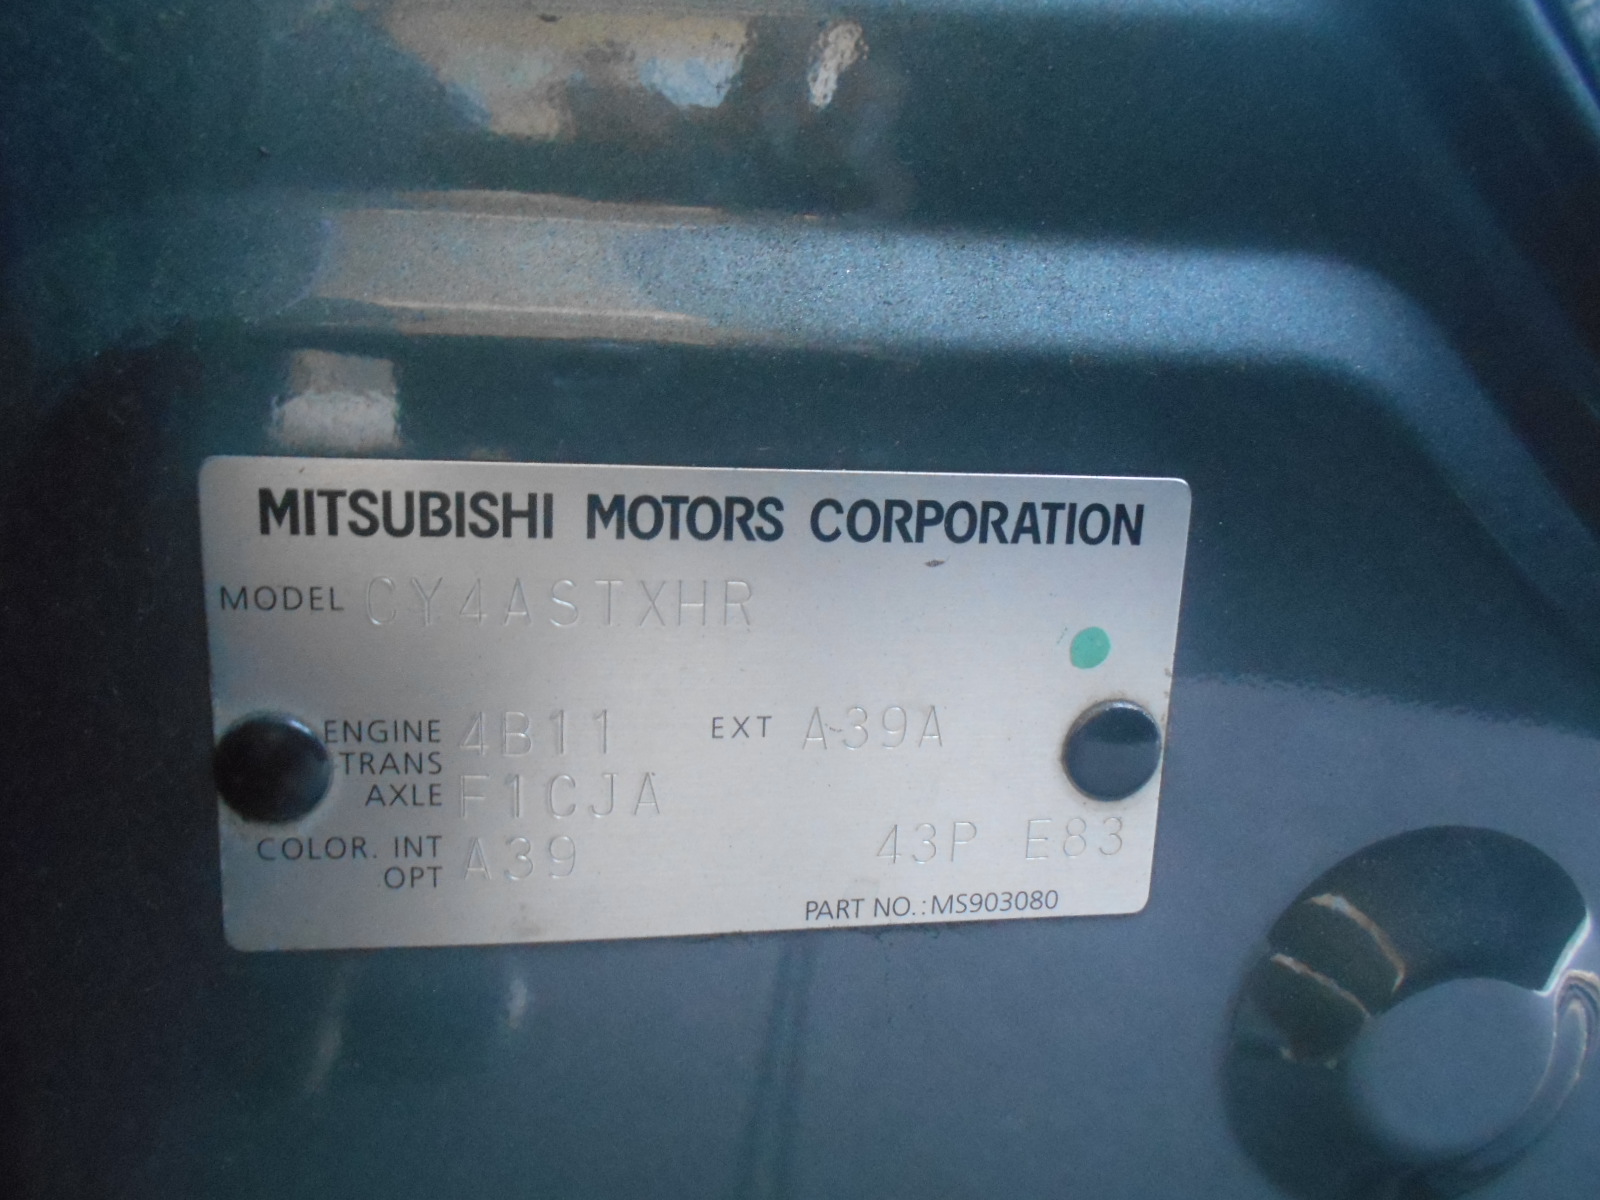 MITSUBISHI MOTORS CORPORATION
MODEL CY4ASTXHR
ENGINE 4B11 EXT A39A
TRANS
AXLE F1CJA
COLOR. INT A39
OPT 43P E83
PART NO.:MS903080